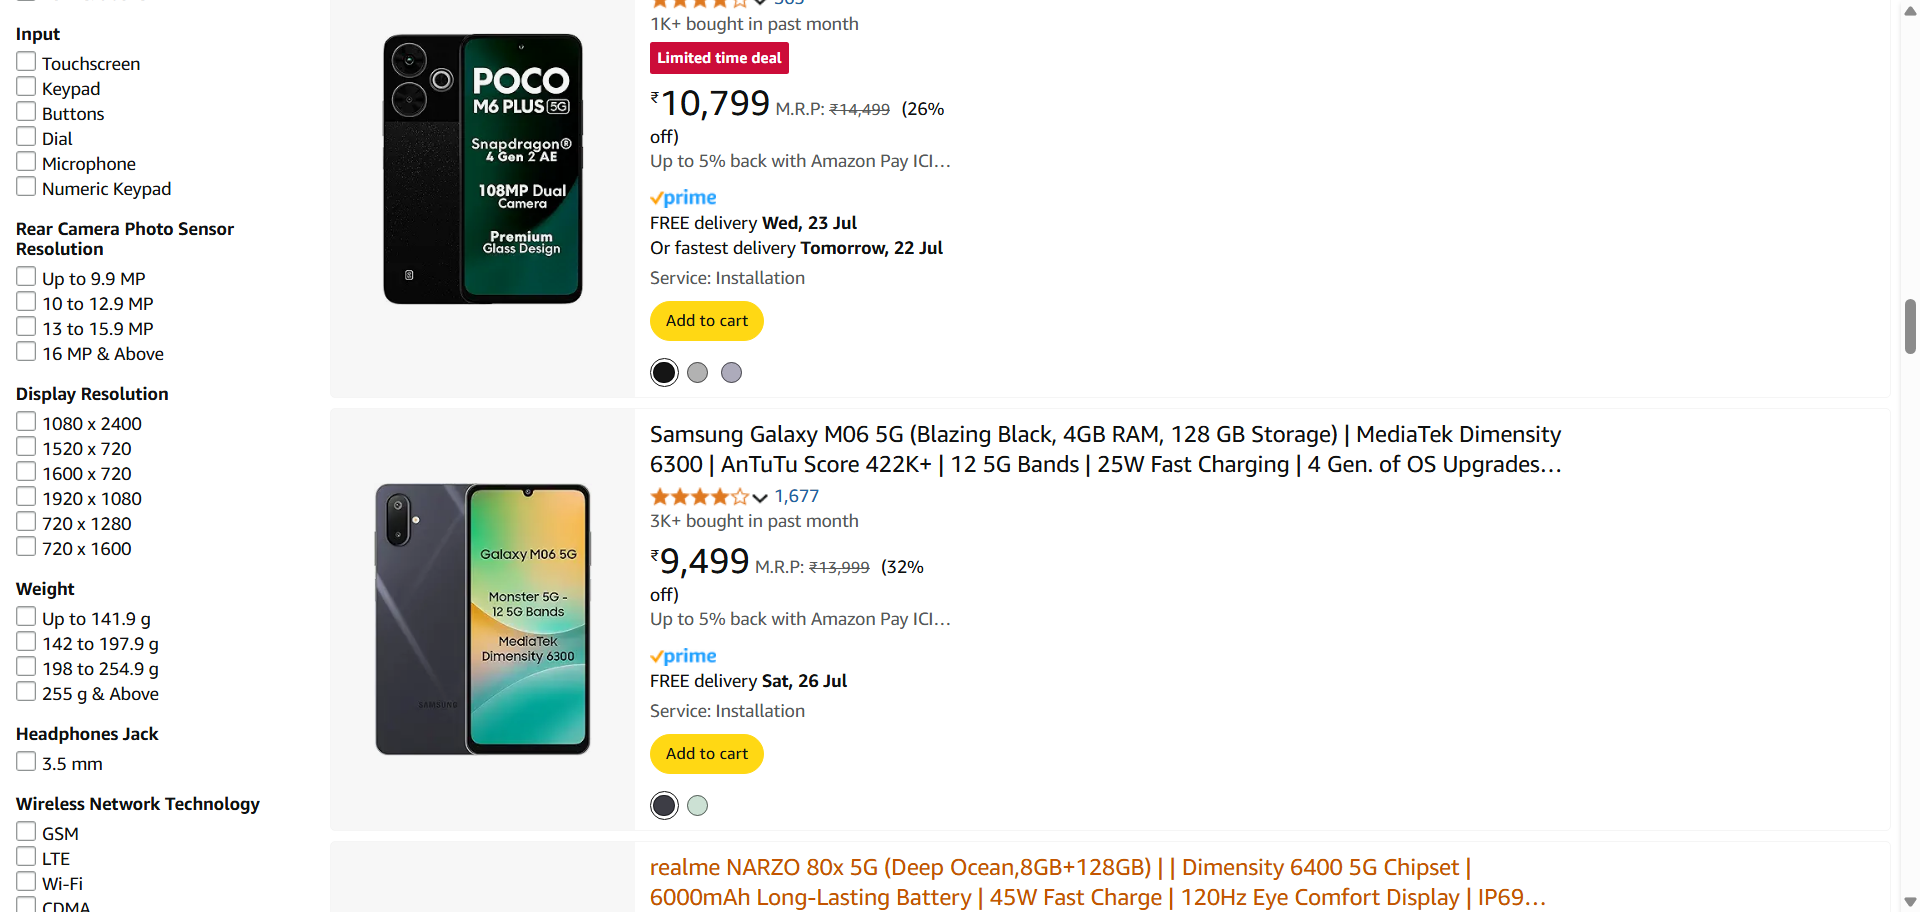 Input
Touchscreen
Keypad
Buttons
Dial
Microphone
Numeric Keypad
Rear Camera Photo Sensor
Resolution
Up to 9.9 MP
10 to 12.9 MP
13 to 15.9 MP
16 MP & Above
Display Resolution
1080 x 2400
1520 x 720
1600 x 720
1920 x 1080
720 x 1280
720 x 1600
Weight
Up to 141.9 g
142 to 197.9 g
198 to 254.9 g
255 g & Above
Headphones Jack
3.5 mm
Wireless Network Technology
GSM
LTE
Wi-Fi
CDMA
POCO
M6 PLUS 5G
Snapdragon®
4 Gen 2 AE
108MP Dual
Camera
Premium
Glass Design
1K+ bought in past month
Limited time deal
₹10,799 M.R.P: ₹14,499 (26%
off)
Up to 5% back with Amazon Pay ICI…
prime
FREE delivery Wed, 23 Jul
Or fastest delivery Tomorrow, 22 Jul
Service: Installation
Add to cart
Galaxy M06 5G
Monster 5G -
12 5G Bands
MediaTek
Dimensity 6300
SAMSUNG
Samsung Galaxy M06 5G (Blazing Black, 4GB RAM, 128 GB Storage) | MediaTek Dimensity
6300 | AnTuTu Score 422K+ | 12 5G Bands | 25W Fast Charging | 4 Gen. of OS Upgrades…
1,677
3K+ bought in past month
₹9,499 M.R.P: ₹13,999 (32%
off)
Up to 5% back with Amazon Pay ICI…
prime
FREE delivery Sat, 26 Jul
Service: Installation
Add to cart
realme NARZO 80x 5G (Deep Ocean,8GB+128GB) | | Dimensity 6400 5G Chipset |
6000mAh Long-Lasting Battery | 45W Fast Charge | 120Hz Eye Comfort Display | IP69…